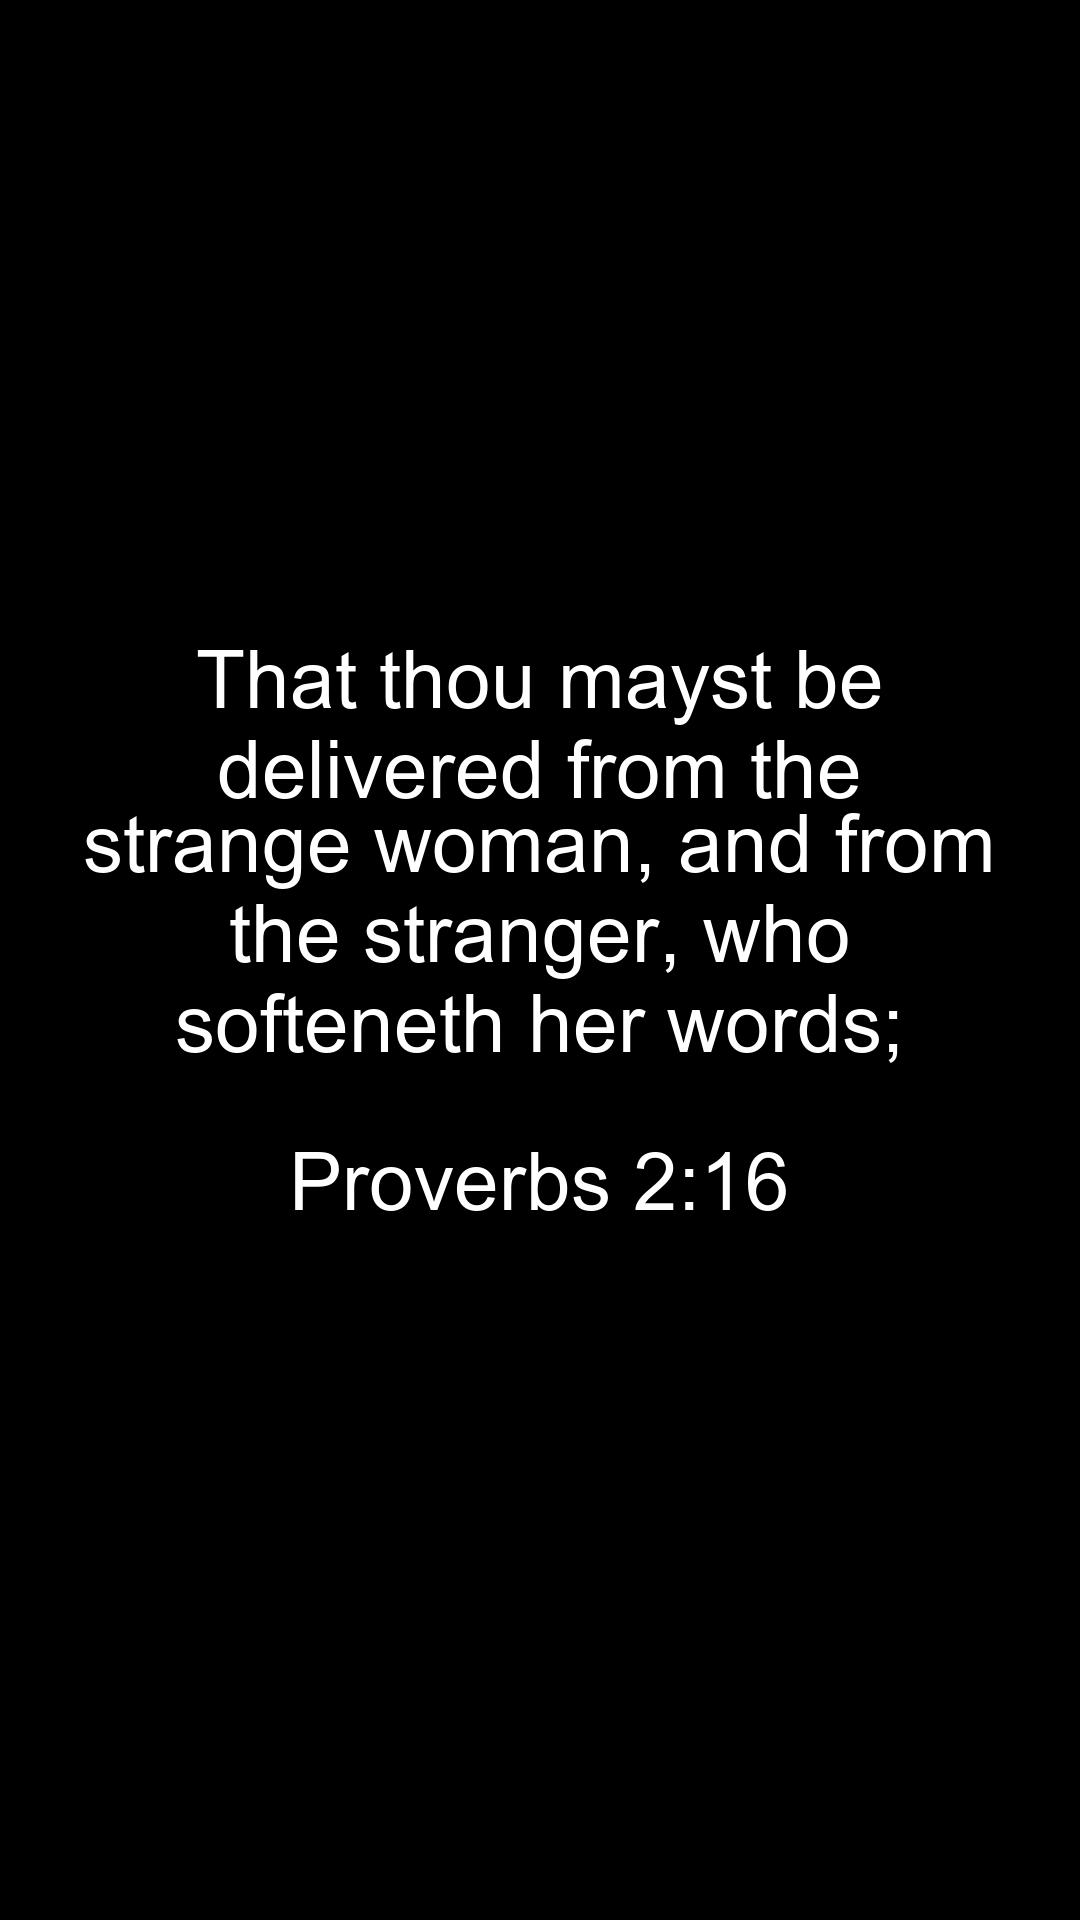 That thou mayst be
delivered from the
strange woman, and from
the stranger, who
softeneth her words;
Proverbs 2:16